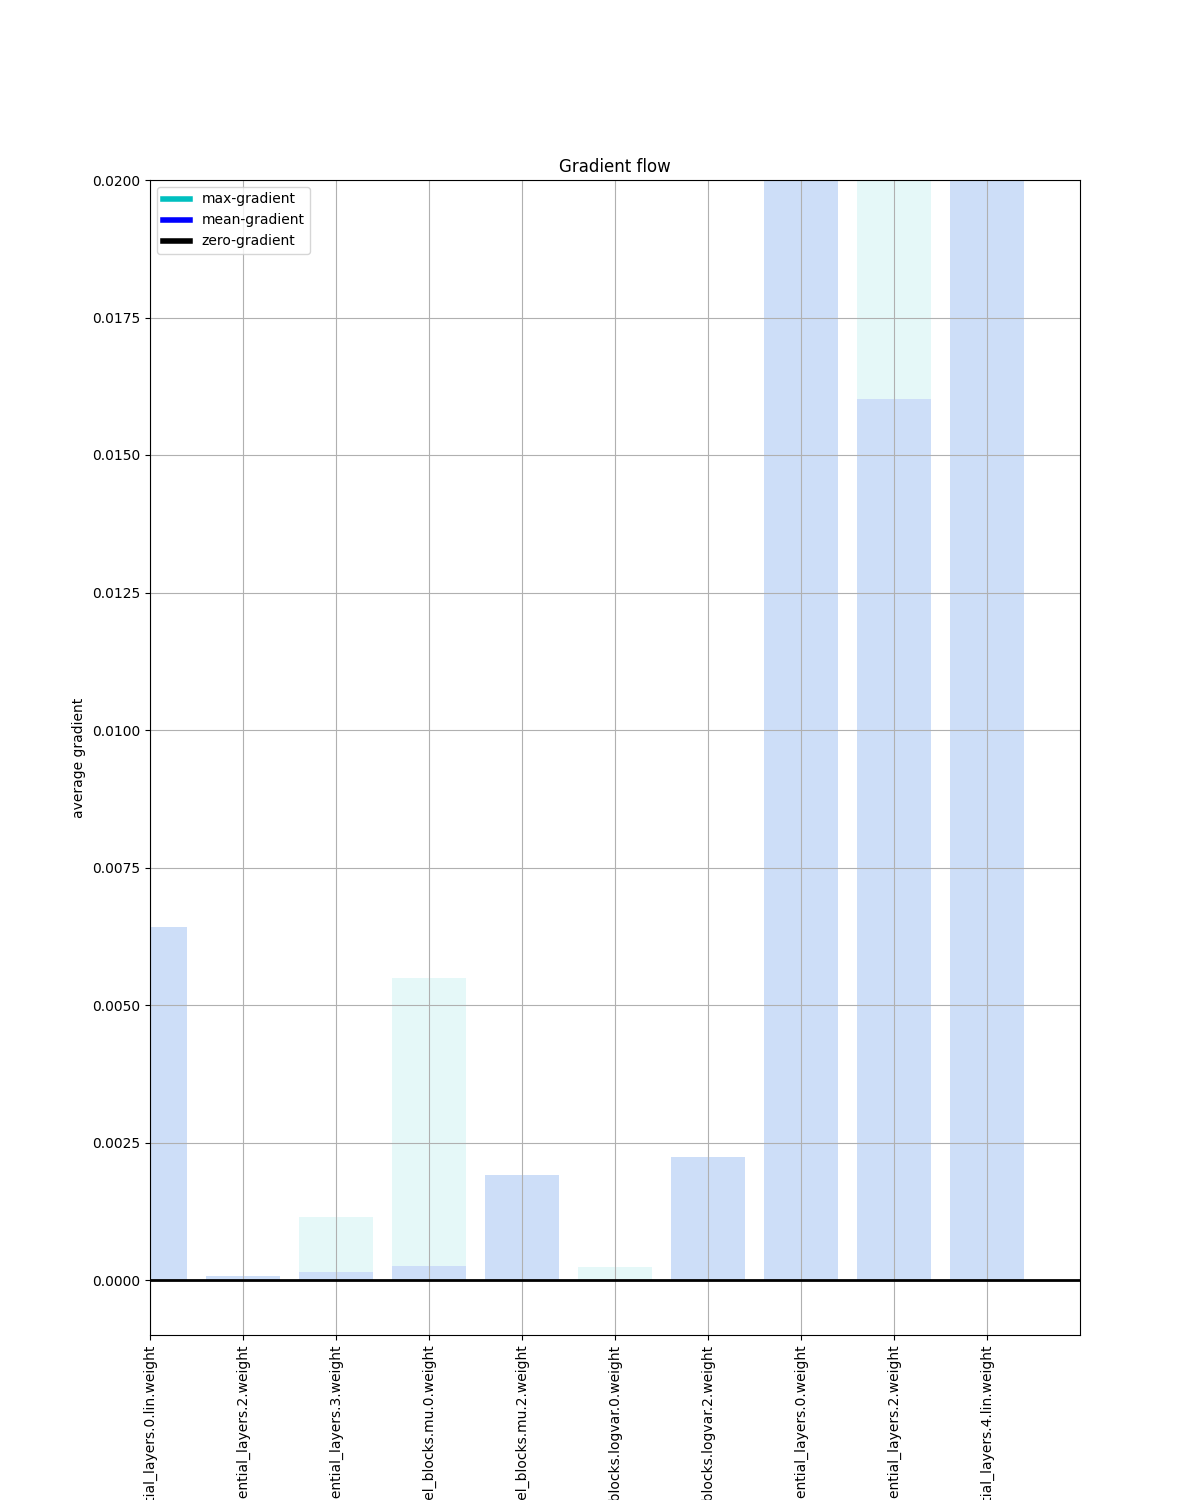 Gradient flow
max-gradient
mean-gradient
zero-gradient
0.0200
0.0175
0.0150
0.0125
0.0100
0.0075
0.0050
0.0025
0.0000
average gradient
tial_layers.0.lin.weight
ential_layers.2.weight
ential_layers.3.weight
el_blocks.mu.0.weight
el_blocks.mu.2.weight
blocks.logvar.0.weight
blocks.logvar.2.weight
ential_layers.0.weight
ential_layers.2.weight
tial_layers.4.lin.weight